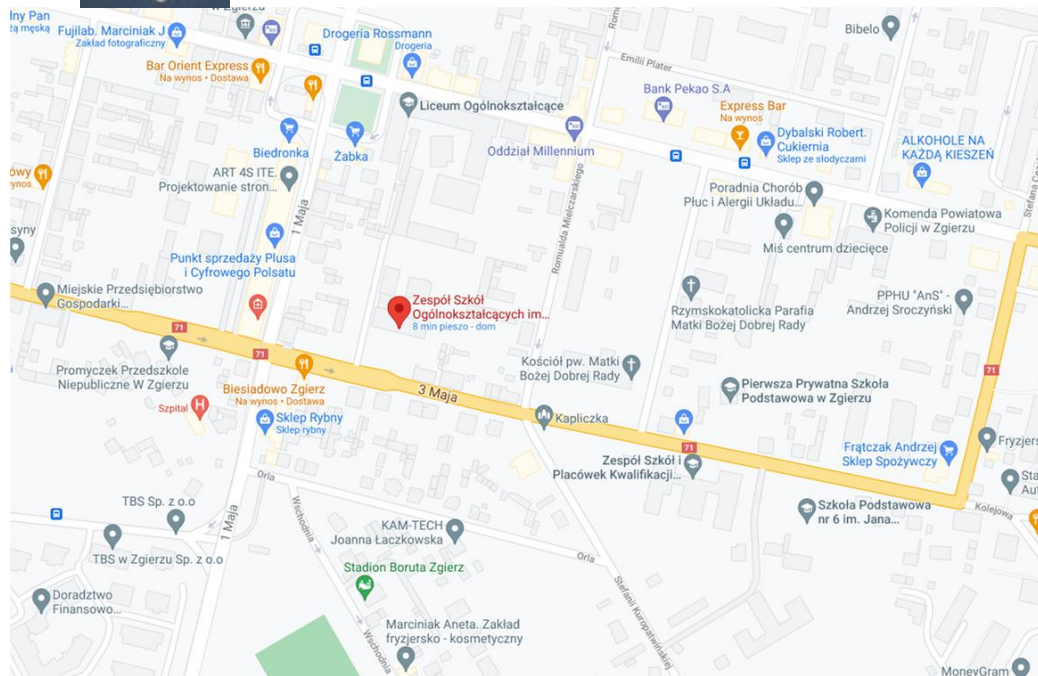 w Zgierzu
Fujilab. Marciniak J
Zakład fotograficzny
Drogeria Rossmann
Drogeria
Bibelo
Emilii Plater
Bar Orient Express
Na wynos • Dostawa
Bank Pekao S.A
Liceum Ogólnokształcące
Express Bar
Na wynos
Oddział Millennium
Dybalski Robert.
Cukiernia
Sklep ze słodyczami
ALKOHOLE NA
KAŻDĄ KIESZEŃ
Biedronka
Żabka
ART 4S ITE.
Projektowanie stron...
1 Maja
Romualda Mielczarskiego
Poradnia Chorób
Płuc i Alergii Układu...
Komenda Powiatowa
Policji w Zgierzu
Miś centrum dziecięce
Punkt sprzedaży Plusa
i Cyfrowego Polsatu
Miejskie Przedsiębiorstwo
Gospodarki...
Zespół Szkół
Ogólnokształcących im...
8 min pieszo - dom
Rzymskokatolicka Parafia
Matki Bożej Dobrej Rady
PPHU "AnS" -
Andrzej Sroczyński
71
71
71
Promyczek Przedszkole
Niepubliczne W Zgierzu
Kościół pw. Matki
Bożej Dobrej Rady
Biesiadowo Zgierz
Na wynos • Dostawa
3 Maja
Pierwsza Prywatna Szkoła
Podstawowa w Zgierzu
Szpital
Sklep Rybny
Sklep rybny
Kapliczka
71
Frątczak Andrzej
Sklep Spożywczy
Zespół Szkół i
Placówek Kwalifikacji...
Orla
Wschodnia
TBS Sp. z o.o
1 Maja
TBS w Zgierzu Sp. z o.o
KAM-TECH
Joanna Łaczkowska
Orla
Szkoła Podstawowa
nr 6 im. Jana...
Kolejowa
Stadion Boruta Zgierz
Stefanii Kuropatwińskiej
Doradztwo
Finansowo...
Marciniak Aneta. Zakład
fryzjersko - kosmetyczny
Wschodnia
MoneyGram